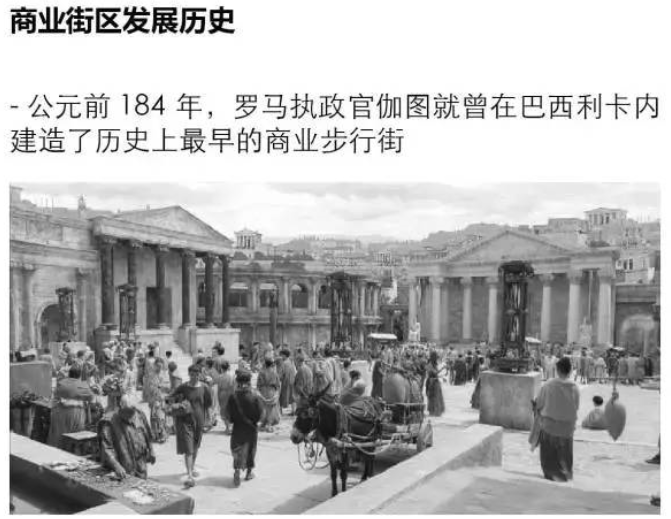 商业街区发展历史
- 公元前 184 年，罗马执政官伽图就曾在巴西利卡内
建造了历史上最早的商业步行街